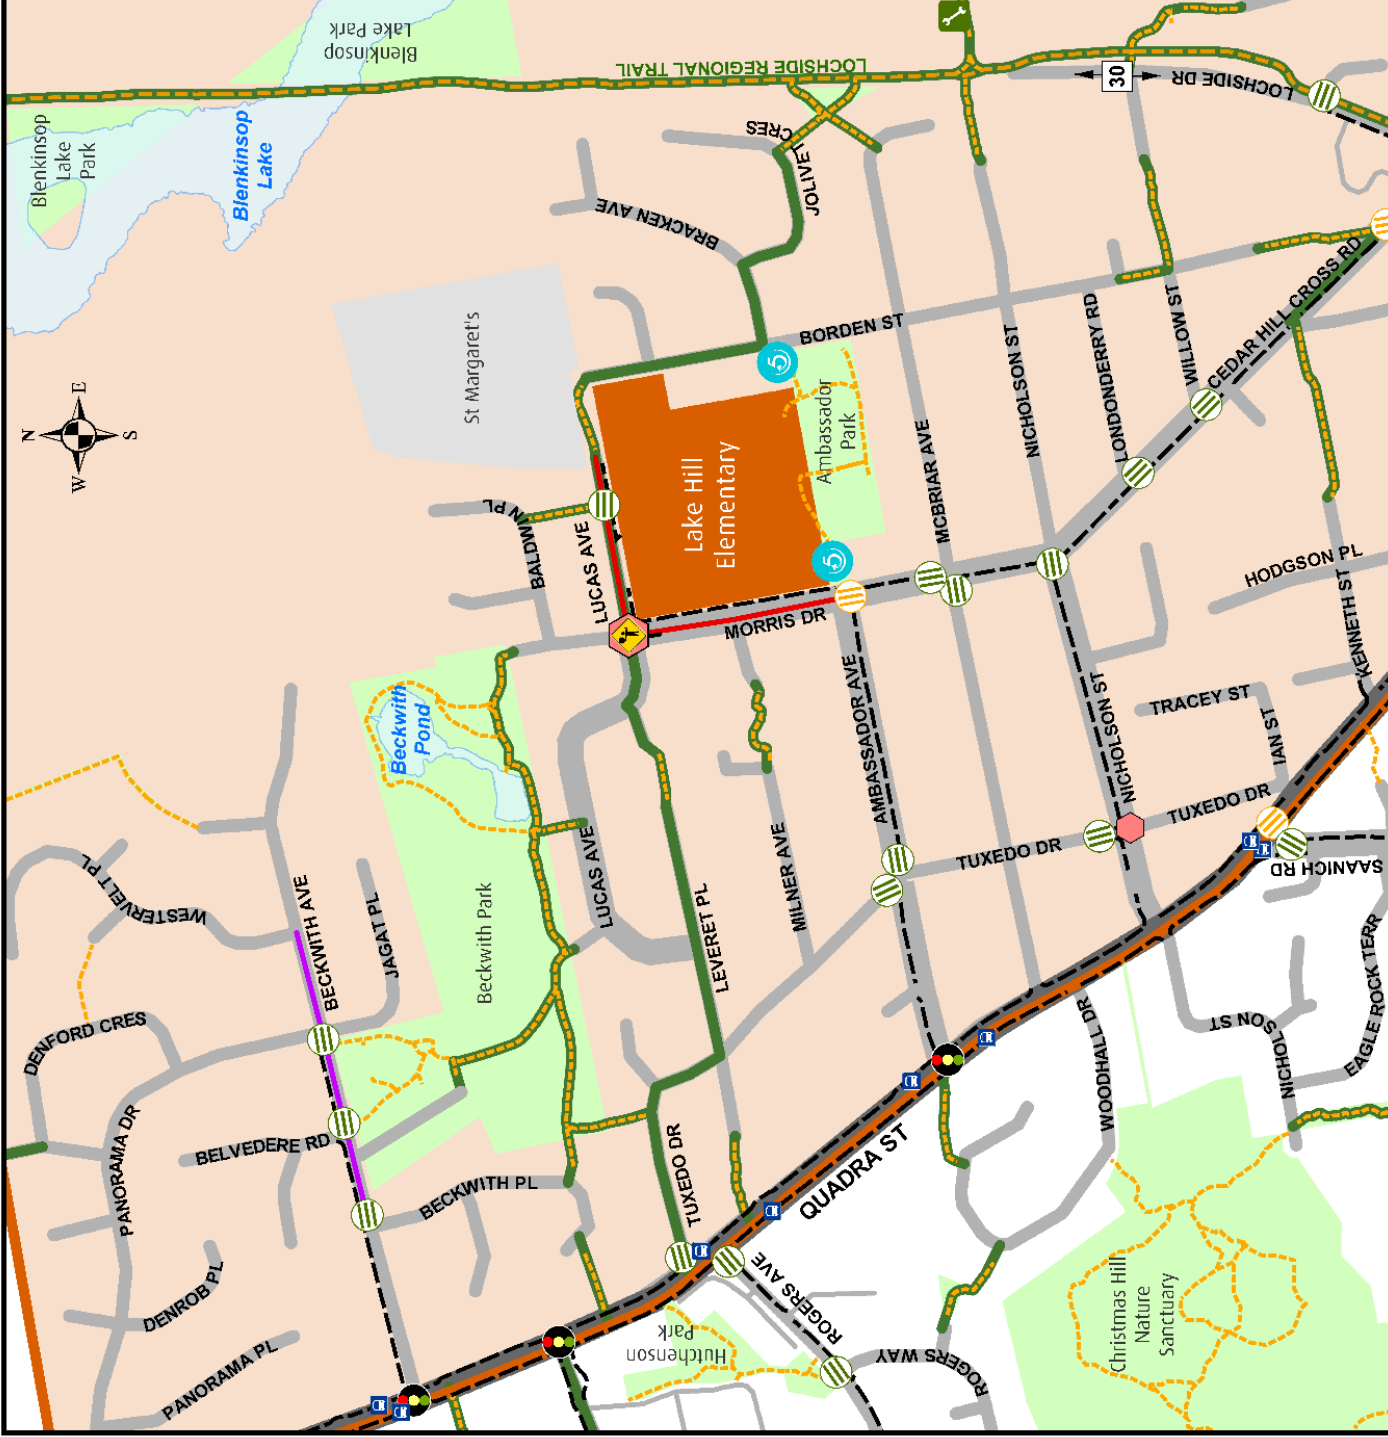 Blenkinsop
Lake Park
Blenkinsop
Lake
Park
Blenkinsop
Lake
LOCHSIDE REGIONAL TRAIL
30
LOCHSIDE DR
N
W
E
S
St Margaret's
BRACKEN AVE
JOLIVET
CRES
BORDEN ST
Ambassador
Park
Lake Hill
Elementary
5
5
BALDWIN PL
LUCAS AVE
MORRIS DR
MCBRIAR AVE
NICHOLSON ST
LONDONDERRY RD
WILLOW ST
CEDAR HILL CROSS RD
HODGSON PL
KENNETH ST
Beckwith
Pond
AMBASSADOR AVE
NICHOLSON ST
TRACEY ST
IAN ST
TUXEDO DR
TUXEDO DR
SAANICH RD
WESTERVELT PL
BECKWITH AVE
JAGAT PL
Beckwith Park
LUCAS AVE
LEVERET PL
MILNER AVE
DENFORD CRES
PANORAMA DR
BELVEDERE RD
BECKWITH PL
TUXEDO DR
QUADRA ST
WOODHALL DR
NICHOLSON ST
EAGLE ROCK TERR
DENROB PL
PANORAMA PL
Hutchenson
Park
ROGERS AVE
ROGERS WAY
Christmas Hill
Nature
Sanctuary